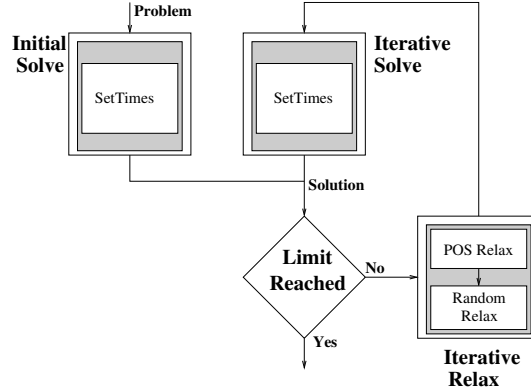 Problem
Initial
Solve
SetTimes
Iterative
Solve
SetTimes
Solution
Limit
Reached
No
Yes
POS Relax
Random
Relax
Iterative
Relax